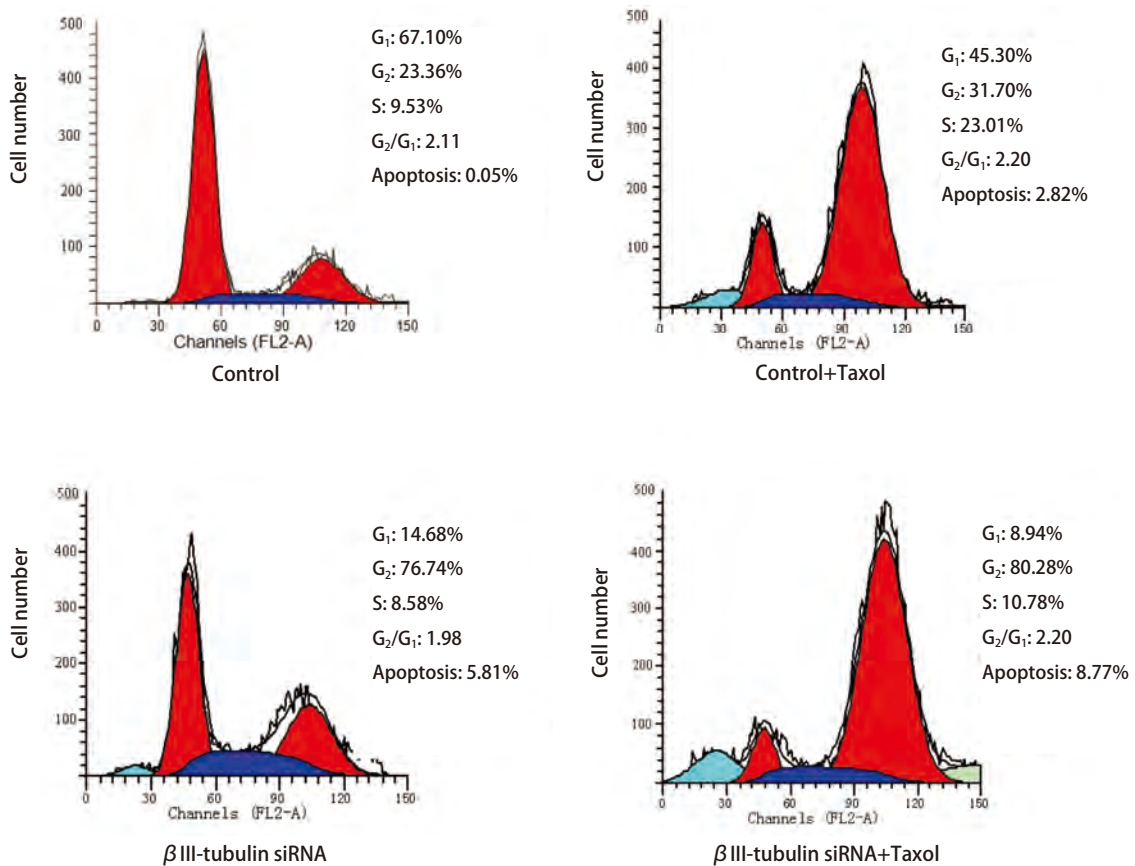 500
400
300
200
100
0
30
60
90
120
150
Cell number
Channels (FL2-A)
G₁: 67.10%
G₂: 23.36%
S: 9.53%
G₂/G₁: 2.11
Apoptosis: 0.05%
Control
500
400
300
200
100
0
30
60
90
120
150
Cell number
Channels (FL2-A)
G₁: 45.30%
G₂: 31.70%
S: 23.01%
G₂/G₁: 2.20
Apoptosis: 2.82%
Control+Taxol
500
400
300
200
100
0
30
60
90
120
150
Cell number
Channels (FL2-A)
G₁: 14.68%
G₂: 76.74%
S: 8.58%
G₂/G₁: 1.98
Apoptosis: 5.81%
β III-tubulin siRNA
500
400
300
200
100
0
30
60
90
120
150
Cell number
Channels (FL2-A)
G₁: 8.94%
G₂: 80.28%
S: 10.78%
G₂/G₁: 2.20
Apoptosis: 8.77%
β III-tubulin siRNA+Taxol